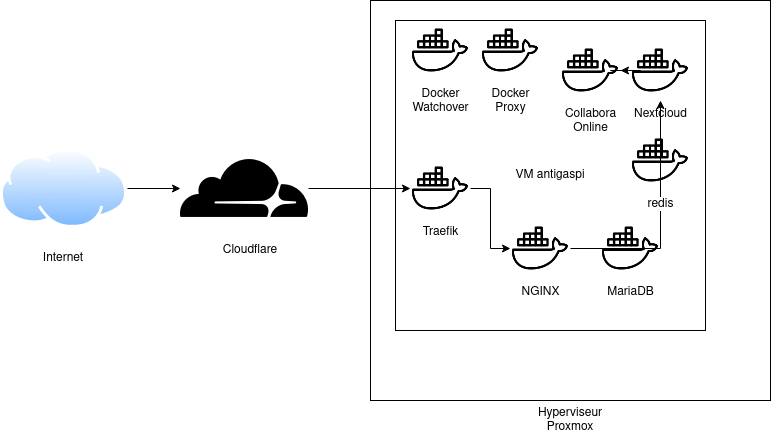 Docker
Watchover
Docker
Proxy
Collabora
Online
Nextcloud
VM antigaspi
redis
Traefik
NGINX
MariaDB
Internet
Cloudflare
Hyperviseur
Proxmox